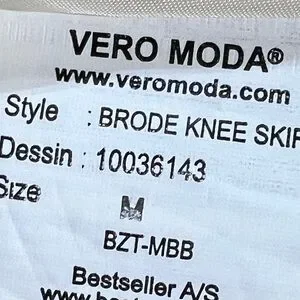 VERO MODA®
www.veromoda.com
Style : BRODE KNEE SKIR
Dessin : 10036143
Size M
BZT-MBB
Bestseller A/S